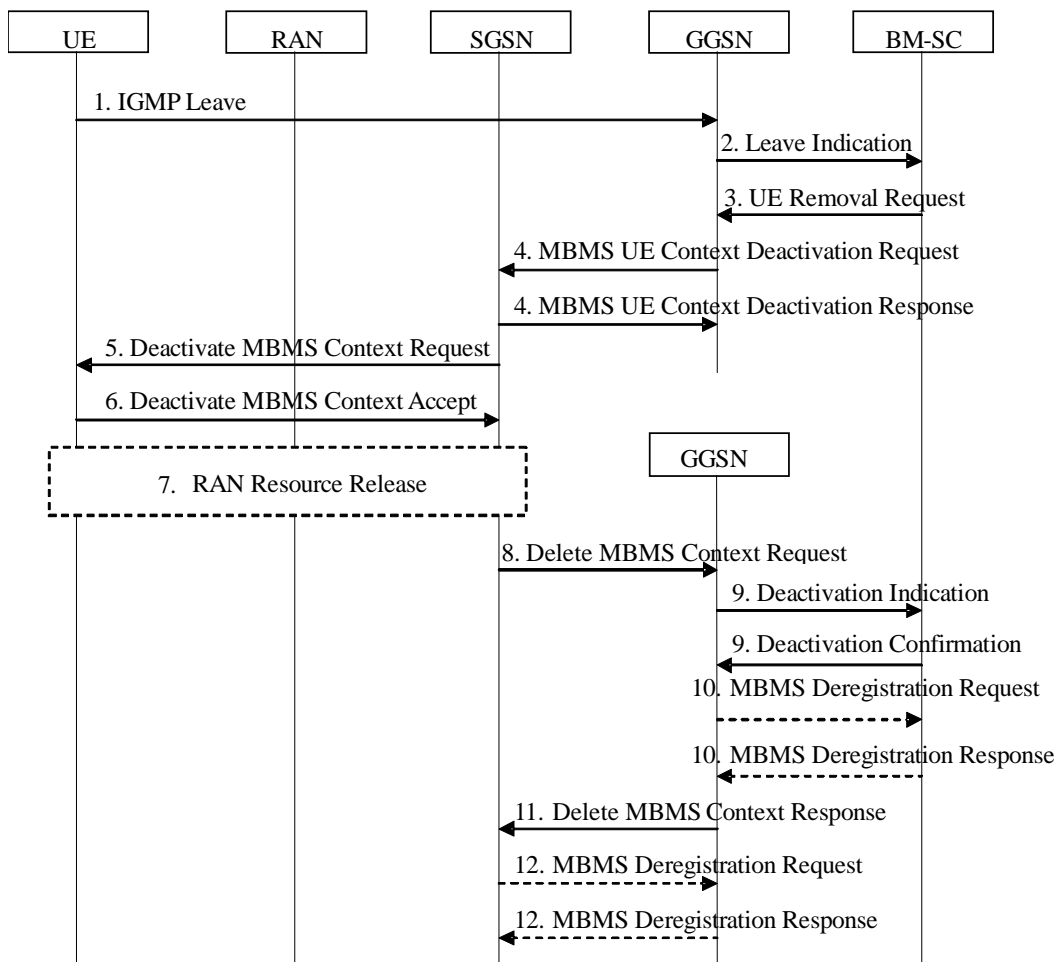 UE
RAN
SGSN
GGSN
BM-SC
1. IGMP Leave
2. Leave Indication
3. UE Removal Request
4. MBMS UE Context Deactivation Request
4. MBMS UE Context Deactivation Response
5. Deactivate MBMS Context Request
6. Deactivate MBMS Context Accept
GGSN
7. RAN Resource Release
8. Delete MBMS Context Request
9. Deactivation Indication
9. Deactivation Confirmation
10. MBMS Deregistration Request
10. MBMS Deregistration Response
11. Delete MBMS Context Response
12. MBMS Deregistration Request
12. MBMS Deregistration Response